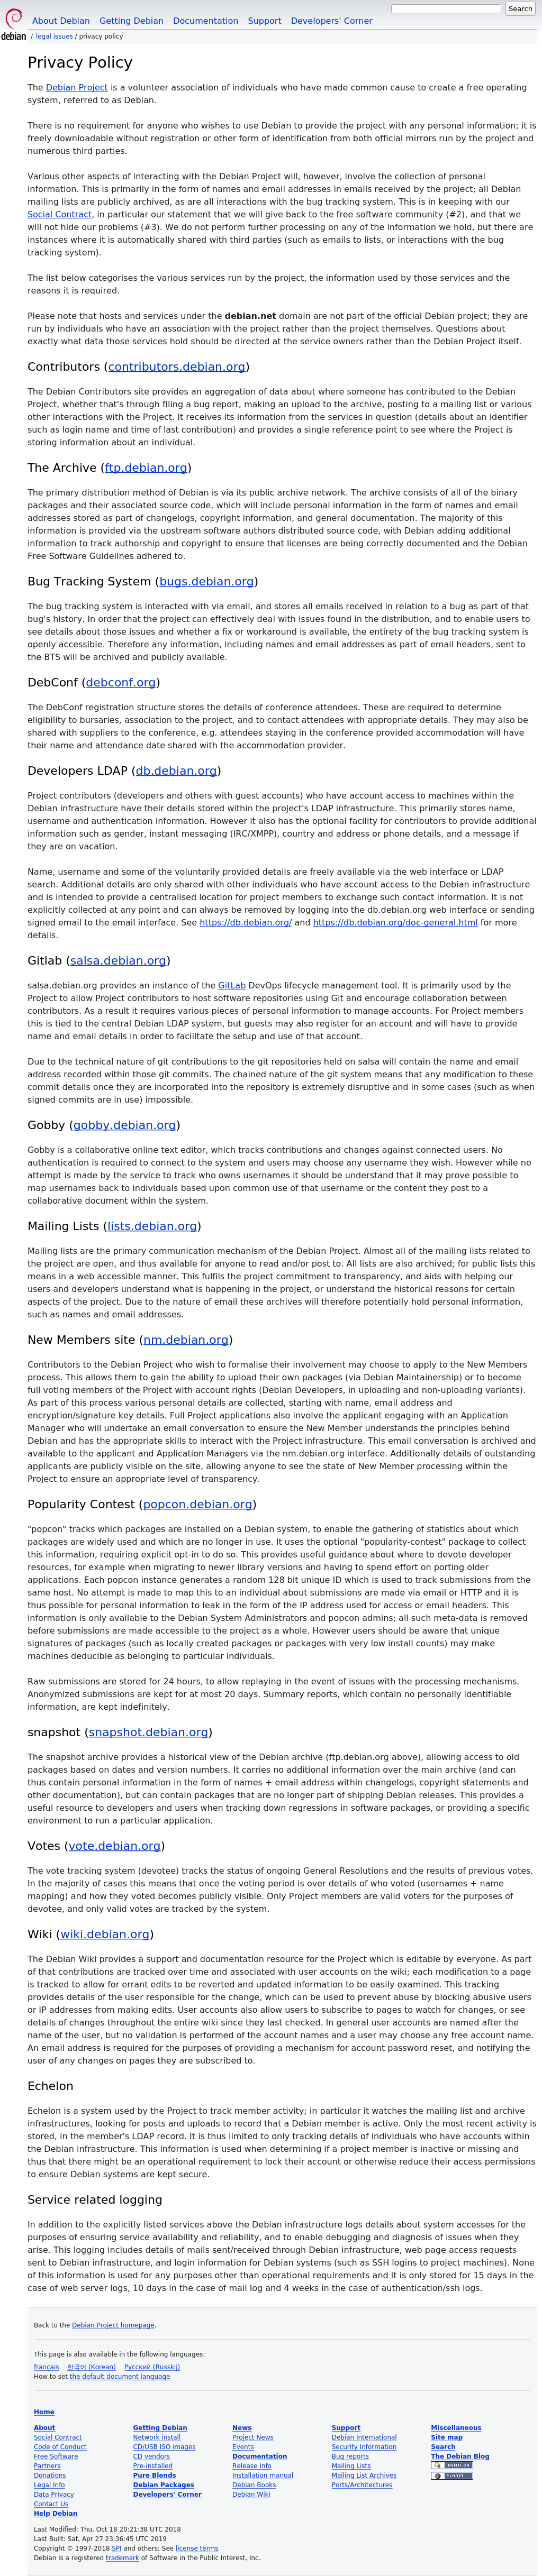 Search
debian
About Debian Getting Debian Documentation Support Developers' Corner
/ legal issues / privacy policy
Privacy Policy
The Debian Project is a volunteer association of individuals who have made common cause to create a free operating
system, referred to as Debian.
There is no requirement for anyone who wishes to use Debian to provide the project with any personal information; it is
freely downloadable without registration or other form of identification from both official mirrors run by the project and
numerous third parties.
Various other aspects of interacting with the Debian Project will, however, involve the collection of personal
information. This is primarily in the form of names and email addresses in emails received by the project; all Debian
mailing lists are publicly archived, as are all interactions with the bug tracking system. This is in keeping with our
Social Contract, in particular our statement that we will give back to the free software community (#2), and that we
will not hide our problems (#3). We do not perform further processing on any of the information we hold, but there are
instances where it is automatically shared with third parties (such as emails to lists, or interactions with the bug
tracking system).
The list below categorises the various services run by the project, the information used by those services and the
reasons it is required.
Please note that hosts and services under the debian.net domain are not part of the official Debian project; they are
run by individuals who have an association with the project rather than the project themselves. Questions about
exactly what data those services hold should be directed at the service owners rather than the Debian Project itself.
Contributors (contributors.debian.org)
The Debian Contributors site provides an aggregation of data about where someone has contributed to the Debian
Project, whether that's through filing a bug report, making an upload to the archive, posting to a mailing list or various
other interactions with the Project. It receives its information from the services in question (details about an identifier
such as login name and time of last contribution) and provides a single reference point to see where the Project is
storing information about an individual.
The Archive (ftp.debian.org)
The primary distribution method of Debian is via its public archive network. The archive consists of all of the binary
packages and their associated source code, which will include personal information in the form of names and email
addresses stored as part of changelogs, copyright information, and general documentation. The majority of this
information is provided via the upstream software authors distributed source code, with Debian adding additional
information to track authorship and copyright to ensure that licenses are being correctly documented and the Debian
Free Software Guidelines adhered to.
Bug Tracking System (bugs.debian.org)
The bug tracking system is interacted with via email, and stores all emails received in relation to a bug as part of that
bug's history. In order that the project can effectively deal with issues found in the distribution, and to enable users to
see details about those issues and whether a fix or workaround is available, the entirety of the bug tracking system is
openly accessible. Therefore any information, including names and email addresses as part of email headers, sent to
the BTS will be archived and publicly available.
DebConf (debconf.org)
The DebConf registration structure stores the details of conference attendees. These are required to determine
eligibility to bursaries, association to the project, and to contact attendees with appropriate details. They may also be
shared with suppliers to the conference, e.g. attendees staying in the conference provided accommodation will have
their name and attendance date shared with the accommodation provider.
Developers LDAP (db.debian.org)
Project contributors (developers and others with guest accounts) who have account access to machines within the
Debian infrastructure have their details stored within the project's LDAP infrastructure. This primarily stores name,
username and authentication information. However it also has the optional facility for contributors to provide additional
information such as gender, instant messaging (IRC/XMPP), country and address or phone details, and a message if
they are on vacation.
Name, username and some of the voluntarily provided details are freely available via the web interface or LDAP
search. Additional details are only shared with other individuals who have account access to the Debian infrastructure
and is intended to provide a centralised location for project members to exchange such contact information. It is not
explicitly collected at any point and can always be removed by logging into the db.debian.org web interface or sending
signed email to the email interface. See https://db.debian.org/ and https://db.debian.org/doc-general.html for more
details.
Gitlab (salsa.debian.org)
salsa.debian.org provides an instance of the GitLab DevOps lifecycle management tool. It is primarily used by the
Project to allow Project contributors to host software repositories using Git and encourage collaboration between
contributors. As a result it requires various pieces of personal information to manage accounts. For Project members
this is tied to the central Debian LDAP system, but guests may also register for an account and will have to provide
name and email details in order to facilitate the setup and use of that account.
Due to the technical nature of git contributions to the git repositories held on salsa will contain the name and email
address recorded within those git commits. The chained nature of the git system means that any modification to these
commit details once they are incorporated into the repository is extremely disruptive and in some cases (such as when
signed commits are in use) impossible.
Gobby (gobby.debian.org)
Gobby is a collaborative online text editor, which tracks contributions and changes against connected users. No
authentication is required to connect to the system and users may choose any username they wish. However while no
attempt is made by the service to track who owns usernames it should be understood that it may prove possible to
map usernames back to individuals based upon common use of that username or the content they post to a
collaborative document within the system.
Mailing Lists (lists.debian.org)
Mailing lists are the primary communication mechanism of the Debian Project. Almost all of the mailing lists related to
the project are open, and thus available for anyone to read and/or post to. All lists are also archived; for public lists this
means in a web accessible manner. This fulfils the project commitment to transparency, and aids with helping our
users and developers understand what is happening in the project, or understand the historical reasons for certain
aspects of the project. Due to the nature of email these archives will therefore potentially hold personal information,
such as names and email addresses.
New Members site (nm.debian.org)
Contributors to the Debian Project who wish to formalise their involvement may choose to apply to the New Members
process. This allows them to gain the ability to upload their own packages (via Debian Maintainership) or to become
full voting members of the Project with account rights (Debian Developers, in uploading and non-uploading variants).
As part of this process various personal details are collected, starting with name, email address and
encryption/signature key details. Full Project applications also involve the applicant engaging with an Application
Manager who will undertake an email conversation to ensure the New Member understands the principles behind
Debian and has the appropriate skills to interact with the Project infrastructure. This email conversation is archived and
available to the applicant and Application Managers via the nm.debian.org interface. Additionally details of outstanding
applicants are publicly visible on the site, allowing anyone to see the state of New Member processing within the
Project to ensure an appropriate level of transparency.
Popularity Contest (popcon.debian.org)
"popcon" tracks which packages are installed on a Debian system, to enable the gathering of statistics about which
packages are widely used and which are no longer in use. It uses the optional "popularity-contest" package to collect
this information, requiring explicit opt-in to do so. This provides useful guidance about where to devote developer
resources, for example when migrating to newer library versions and having to spend effort on porting older
applications. Each popcon instance generates a random 128 bit unique ID which is used to track submissions from the
same host. No attempt is made to map this to an individual about submissions are made via email or HTTP and it is
thus possible for personal information to leak in the form of the IP address used for access or email headers. This
information is only available to the Debian System Administrators and popcon admins; all such meta-data is removed
before submissions are made accessible to the project as a whole. However users should be aware that unique
signatures of packages (such as locally created packages or packages with very low install counts) may make
machines deducible as belonging to particular individuals.
Raw submissions are stored for 24 hours, to allow replaying in the event of issues with the processing mechanisms.
Anonymized submissions are kept for at most 20 days. Summary reports, which contain no personally identifiable
information, are kept indefinitely.
snapshot (snapshot.debian.org)
The snapshot archive provides a historical view of the Debian archive (ftp.debian.org above), allowing access to old
packages based on dates and version numbers. It carries no additional information over the main archive (and can
thus contain personal information in the form of names + email address within changelogs, copyright statements and
other documentation), but can contain packages that are no longer part of shipping Debian releases. This provides a
useful resource to developers and users when tracking down regressions in software packages, or providing a specific
environment to run a particular application.
Votes (vote.debian.org)
The vote tracking system (devotee) tracks the status of ongoing General Resolutions and the results of previous votes.
In the majority of cases this means that once the voting period is over details of who voted (usernames + name
mapping) and how they voted becomes publicly visible. Only Project members are valid voters for the purposes of
devotee, and only valid votes are tracked by the system.
Wiki (wiki.debian.org)
The Debian Wiki provides a support and documentation resource for the Project which is editable by everyone. As part
of that contributions are tracked over time and associated with user accounts on the wiki; each modification to a page
is tracked to allow for errant edits to be reverted and updated information to be easily examined. This tracking
provides details of the user responsible for the change, which can be used to prevent abuse by blocking abusive users
or IP addresses from making edits. User accounts also allow users to subscribe to pages to watch for changes, or see
details of changes throughout the entire wiki since they last checked. In general user accounts are named after the
name of the user, but no validation is performed of the account names and a user may choose any free account name.
An email address is required for the purposes of providing a mechanism for account password reset, and notifying the
user of any changes on pages they are subscribed to.
Echelon
Echelon is a system used by the Project to track member activity; in particular it watches the mailing list and archive
infrastructures, looking for posts and uploads to record that a Debian member is active. Only the most recent activity is
stored, in the member's LDAP record. It is thus limited to only tracking details of individuals who have accounts within
the Debian infrastructure. This information is used when determining if a project member is inactive or missing and
thus that there might be an operational requirement to lock their account or otherwise reduce their access permissions
to ensure Debian systems are kept secure.
Service related logging
In addition to the explicitly listed services above the Debian infrastructure logs details about system accesses for the
purposes of ensuring service availability and reliability, and to enable debugging and diagnosis of issues when they
arise. This logging includes details of mails sent/received through Debian infrastructure, web page access requests
sent to Debian infrastructure, and login information for Debian systems (such as SSH logins to project machines). None
of this information is used for any purposes other than operational requirements and it is only stored for 15 days in the
case of web server logs, 10 days in the case of mail log and 4 weeks in the case of authentication/ssh logs.
Back to the Debian Project homepage.
This page is also available in the following languages:
français 한국어 (Korean) Русский (Russkij)
How to set the default document language
Home
About
Social Contract
Code of Conduct
Free Software
Partners
Donations
Legal Info
Data Privacy
Contact Us
Help Debian
Getting Debian
Network install
CD/USB ISO images
CD vendors
Pre-installed
Pure Blends
Debian Packages
Developers' Corner
News
Project News
Events
Documentation
Release Info
Installation manual
Debian Books
Debian Wiki
Support
Debian International
Security Information
Bug reports
Mailing Lists
Mailing List Archives
Ports/Architectures
Miscellaneous
Site map
Search
The Debian Blog
IDENTI.CA
PLANET
Last Modified: Thu, Oct 18 20:21:38 UTC 2018
Last Built: Sat, Apr 27 23:36:45 UTC 2019
Copyright © 1997-2018 SPI and others; See license terms
Debian is a registered trademark of Software in the Public Interest, Inc.